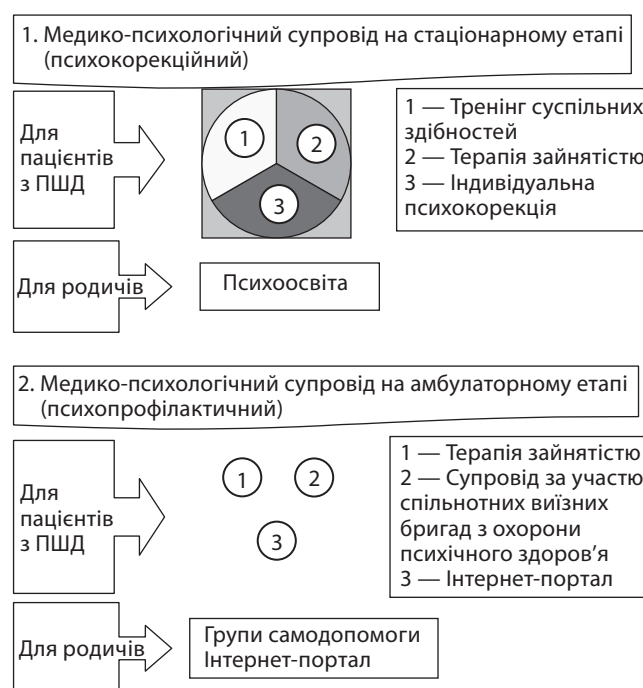 1. Медико-психологічний супровід на стаціонарному етапі
(психокорекційний)
Для
пацієнтів
з ПШД
1
2
3
1 — Тренінг суспільних
здібностей
2 — Терапія зайнятістю
3 — Індивідуальна
психокорекція
Для родичів
Психоосвіта
2. Медико-психологічний супровід на амбулаторному етапі
(психопрофілактичний)
Для
пацієнтів
з ПШД
1
2
3
1 — Терапія зайнятістю
2 — Супровід за участю
спільнотних виїзних
бригад з охорони
психічного здоров’я
3 — Інтернет-портал
Для родичів
Групи самодопомоги
Інтернет-портал